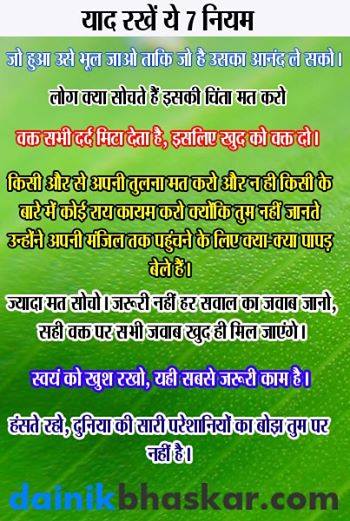 याद रखें ये 7 नियम
जो हुआ उसे भूल जाओ ताकि जो है उसका आनंद ले सको।
लोग क्या सोचते हैं इसकी चिंता मत करो
वक्त सभी दर्द मिटा देता है, इसलिए खुद को वक्त दो।
किसी और से अपनी तुलना मत करो और न ही किसी के
बारे में कोई राय कायम करो क्योंकि तुम नहीं जानते
उन्होंने अपनी मंजिल तक पहुंचने के लिए क्या-क्या पापड़
बेले हैं।
ज्यादा मत सोचो। जरूरी नहीं हर सवाल का जवाब जानो,
सही वक्त पर सभी जवाब खुद ही मिल जाएंगे।
स्वयं को खुश रखो, यही सबसे जरूरी काम है।
हंसते रहो, दुनिया की सारी परेशानियों का बोझ तुम पर
नहीं है।
dainikbhaskar.com